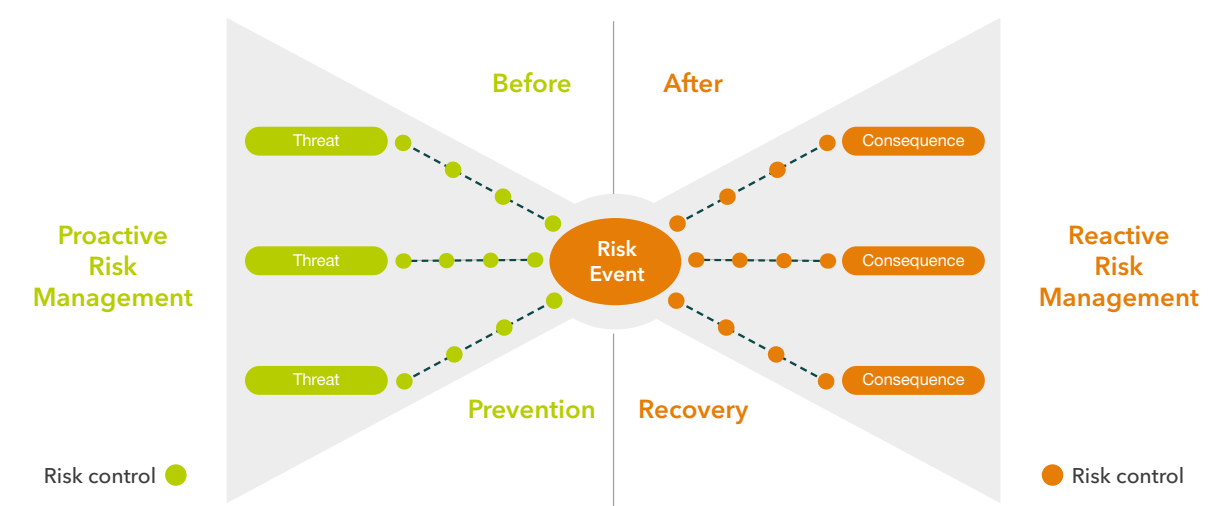 Before
After
Threat
Consequence
Proactive
Risk
Management
Threat
Risk
Event
Consequence
Reactive
Risk
Management
Threat
Consequence
Prevention
Recovery
Risk control
Risk control